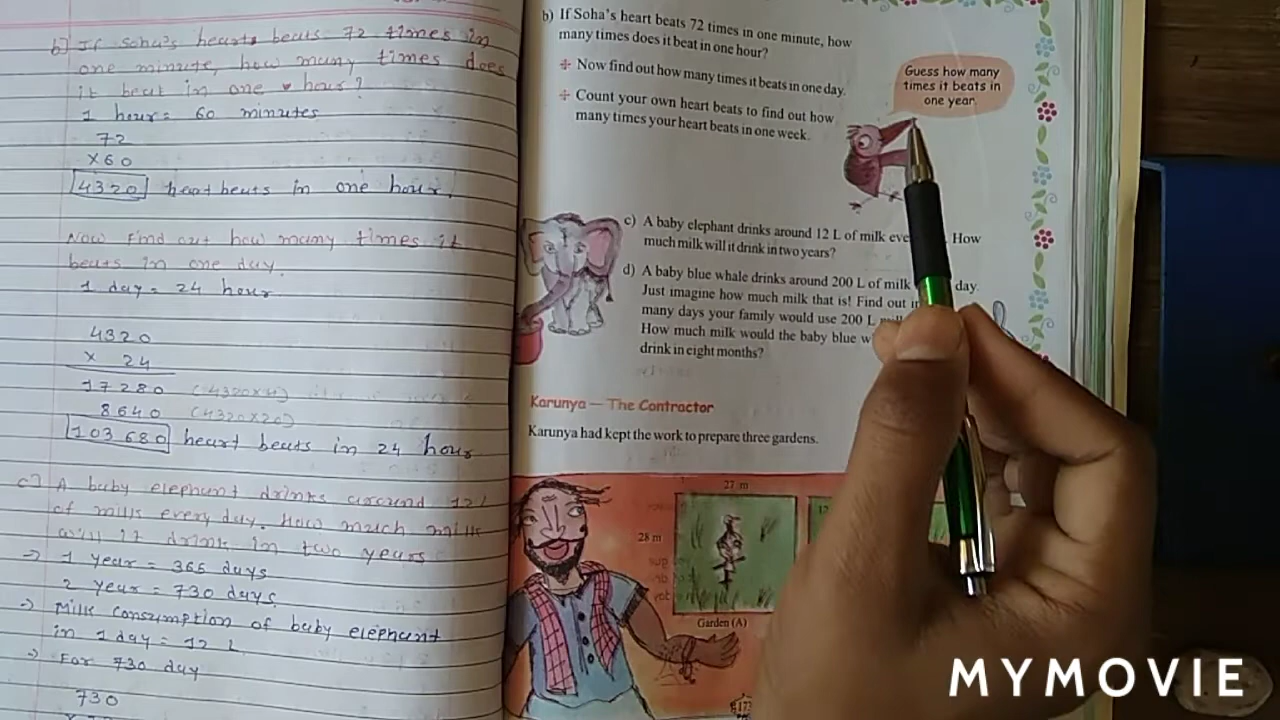 b) If Soha's heart beats 72 times in
one minute, how many times does
it beat in one hour?
1 hour = 60 minutes
72
×60
4320 heart beats in one hour.
Now find out how many times it
beats in one day.
1 day = 24 hour
4320
× 24
17280 (4320×4)
8640 (4320×20)
103680 heart beats in 24 hour
c) A baby elephant drinks around 12 L
of milk every day. How much milk
will it drink in two years
→ 1 year = 365 days
2 year = 730 days.
→ Milk consumption of baby elephant
in 1 day = 12 L
→ For 730 day
730
b) If Soha's heart beats 72 times in one minute, how
many times does it beat in one hour?
✣ Now find out how many times it beats in one day.
✣ Count your own heart beats to find out how
many times your heart beats in one week.
Guess how many
times it beats in
one year.
c) A baby elephant drinks around 12 L of milk eve How
much milk will it drink in two years?
d) A baby blue whale drinks around 200 L of milk day.
Just imagine how much milk that is! Find out in
many days your family would use 200 L
How much milk would the baby blue
drink in eight months?
Karunya — The Contractor
Karunya had kept the work to prepare three gardens.
27 m
28 m
12
Garden (A)
173
MYMOVIE